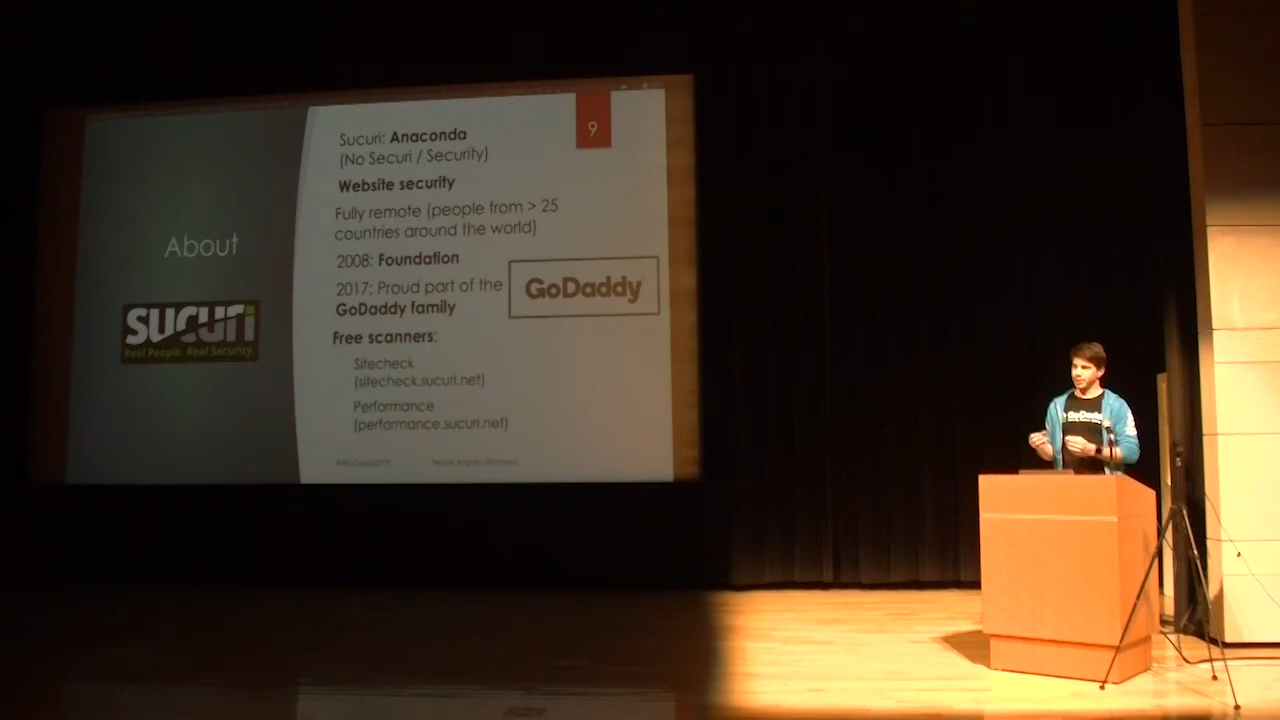 9
Sucuri: Anaconda
(No Securi / Security)
Website security
Fully remote (people from > 25
countries around the world)
About
2008: Foundation
2017: Proud part of the
GoDaddy family
GoDaddy
sucuri
Real People. Real Security.
Free scanners:
Sitecheck
(sitecheck.sucuri.net)
Performance
(performance.sucuri.net)
GoDaddy